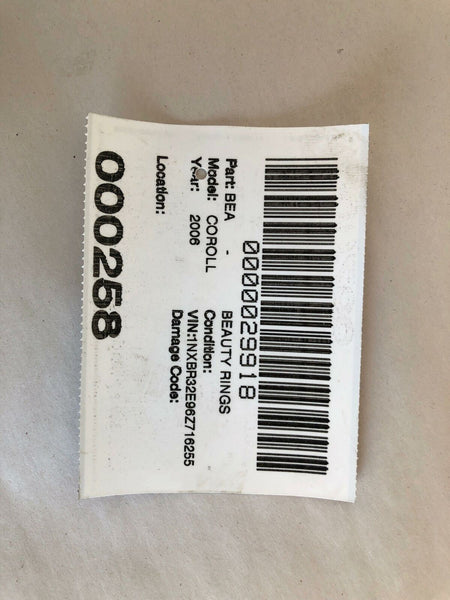 0000029918
Part: BEA - BEAUTY RINGS
Model: COROLL Condition:
Year: 2006 VIN:1NXBR32E96Z716255
Damage Code:
Location:
000258